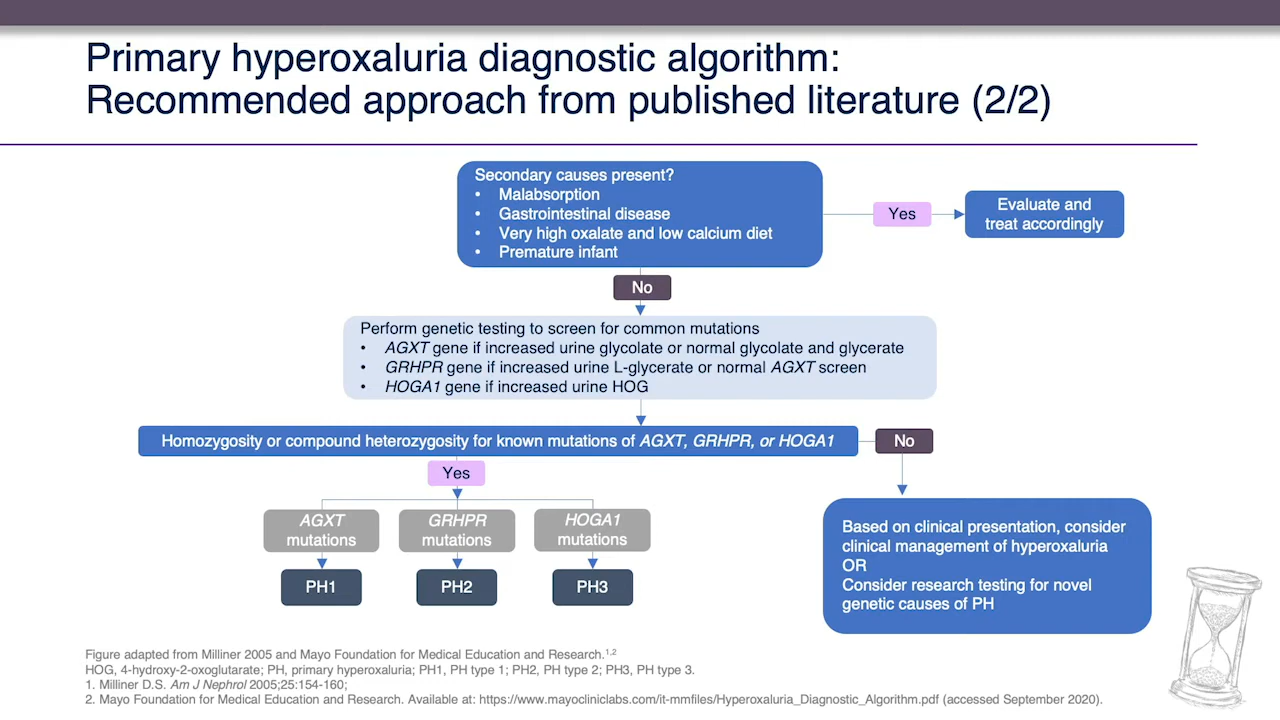 Primary hyperoxaluria diagnostic algorithm:
Recommended approach from published literature (2/2)
Secondary causes present?
• Malabsorption
• Gastrointestinal disease
• Very high oxalate and low calcium diet
• Premature infant
Yes
Evaluate and
treat accordingly
No
Perform genetic testing to screen for common mutations
• AGXT gene if increased urine glycolate or normal glycolate and glycerate
• GRHPR gene if increased urine L-glycerate or normal AGXT screen
• HOGA1 gene if increased urine HOG
Homozygosity or compound heterozygosity for known mutations of AGXT, GRHPR, or HOGA1
No
Yes
AGXT
mutations
GRHPR
mutations
HOGA1
mutations
PH1
PH2
PH3
Based on clinical presentation, consider
clinical management of hyperoxaluria
OR
Consider research testing for novel
genetic causes of PH
Figure adapted from Milliner 2005 and Mayo Foundation for Medical Education and Research.1,2
HOG, 4-hydroxy-2-oxoglutarate; PH, primary hyperoxaluria; PH1, PH type 1; PH2, PH type 2; PH3, PH type 3.
1. Milliner D.S. Am J Nephrol 2005;25:154-160;
2. Mayo Foundation for Medical Education and Research. Available at: https://www.mayocliniclabs.com/it-mmfiles/Hyperoxaluria_Diagnostic_Algorithm.pdf (accessed September 2020).